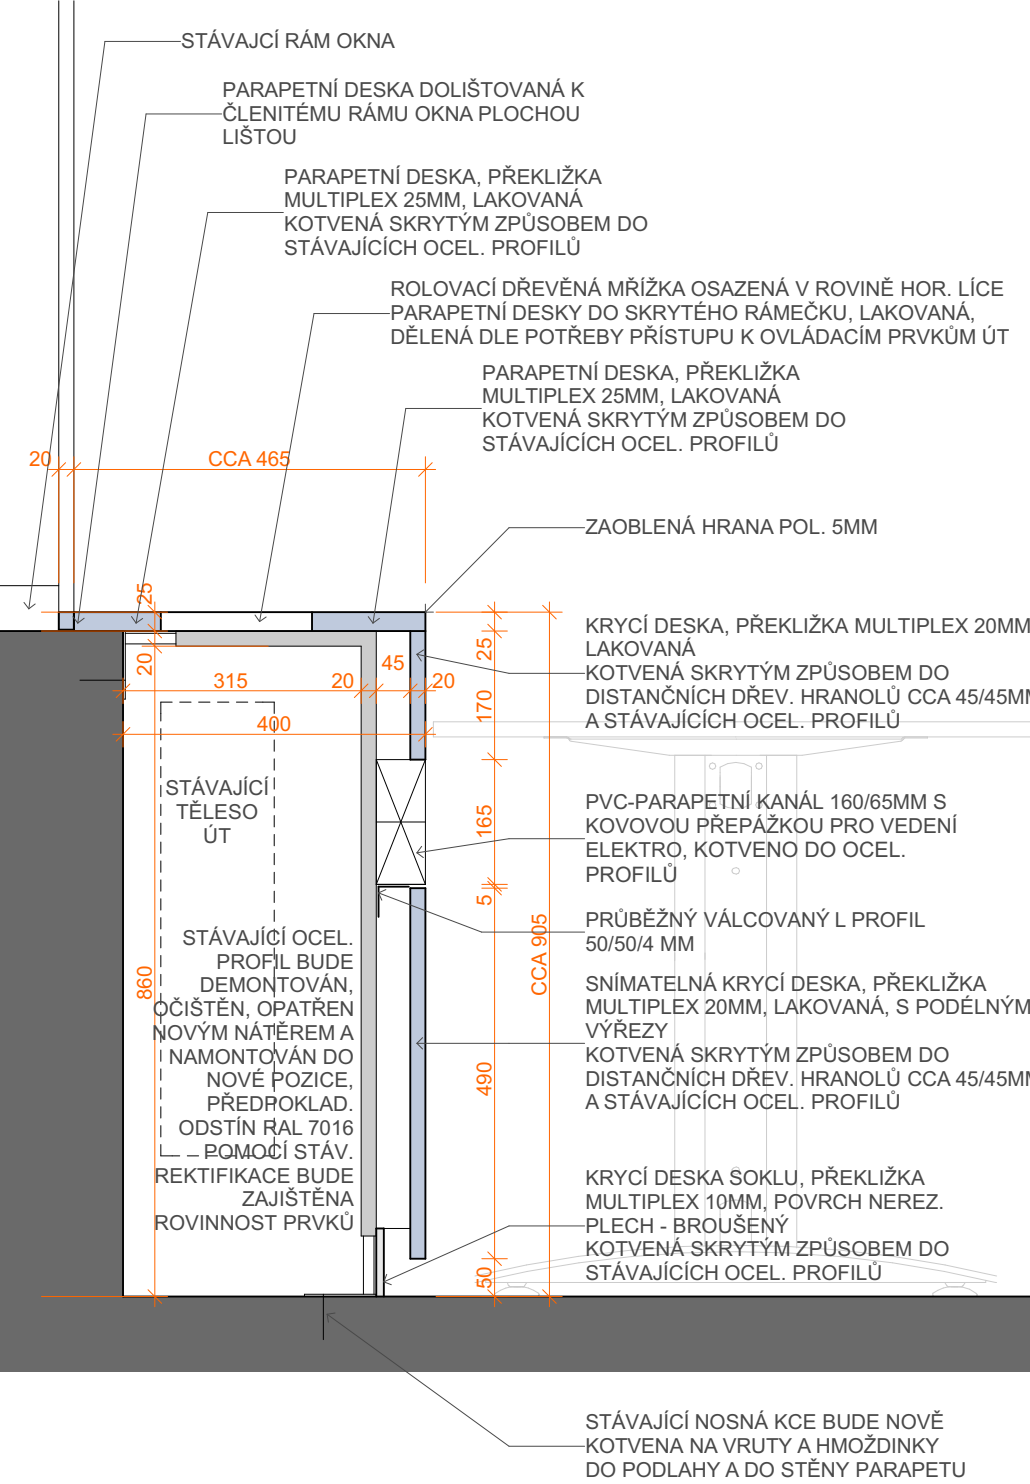 STÁVAJCÍ RÁM OKNA
PARAPETNÍ DESKA DOLIŠTOVANÁ K
ČLENITÉMU RÁMU OKNA PLOCHOU
LIŠTOU
PARAPETNÍ DESKA, PŘEKLIŽKA
MULTIPLEX 25MM, LAKOVANÁ
KOTVENÁ SKRYTÝM ZPŮSOBEM DO
STÁVAJÍCÍCH OCEL. PROFILŮ
ROLOVACÍ DŘEVĚNÁ MŘÍŽKA OSAZENÁ V ROVINĚ HOR. LÍCE
PARAPETNÍ DESKY DO SKRYTÉHO RÁMEČKU, LAKOVANÁ,
DĚLENÁ DLE POTŘEBY PŘÍSTUPU K OVLÁDACÍM PRVKŮM ÚT
PARAPETNÍ DESKA, PŘEKLIŽKA
MULTIPLEX 25MM, LAKOVANÁ
KOTVENÁ SKRYTÝM ZPŮSOBEM DO
STÁVAJÍCÍCH OCEL. PROFILŮ
20
CCA 465
ZAOBLENÁ HRANA POL. 5MM
25
KRYCÍ DESKA, PŘEKLIŽKA MULTIPLEX 20MM
LAKOVANÁ
KOTVENÁ SKRYTÝM ZPŮSOBEM DO
DISTANČNÍCH DŘEV. HRANOLŮ CCA 45/45MM
A STÁVAJÍCÍCH OCEL. PROFILŮ
20
315
20
45
20
25
170
400
STÁVAJÍCÍ
TĚLESO
ÚT
165
PVC-PARAPETNÍ KANÁL 160/65MM S
KOVOVOU PŘEPÁŽKOU PRO VEDENÍ
ELEKTRO, KOTVENO DO OCEL.
PROFILŮ
5
CCA 905
PRŮBĚŽNÝ VÁLCOVANÝ L PROFIL
50/50/4 MM
860
STÁVAJÍCÍ OCEL.
PROFIL BUDE
DEMONTOVÁN,
OČIŠTĚN, OPATŘEN
NOVÝM NÁTĚREM A
NAMONTOVÁN DO
NOVÉ POZICE,
PŘEDPOKLAD.
ODSTÍN RAL 7016
POMOCÍ STÁV.
REKTIFIKACE BUDE
ZAJIŠTĚNA
ROVINNOST PRVKŮ
SNÍMATELNÁ KRYCÍ DESKA, PŘEKLIŽKA
MULTIPLEX 20MM, LAKOVANÁ, S PODÉLNÝM
VÝŘEZY
KOTVENÁ SKRYTÝM ZPŮSOBEM DO
DISTANČNÍCH DŘEV. HRANOLŮ CCA 45/45MM
A STÁVAJÍCÍCH OCEL. PROFILŮ
490
KRYCÍ DESKA SOKLU, PŘEKLIŽKA
MULTIPLEX 10MM, POVRCH NEREZ.
PLECH - BROUŠENÝ
KOTVENÁ SKRYTÝM ZPŮSOBEM DO
STÁVAJÍCÍCH OCEL. PROFILŮ
50
STÁVAJÍCÍ NOSNÁ KCE BUDE NOVĚ
KOTVENA NA VRUTY A HMOŽDINKY
DO PODLAHY A DO STĚNY PARAPETU